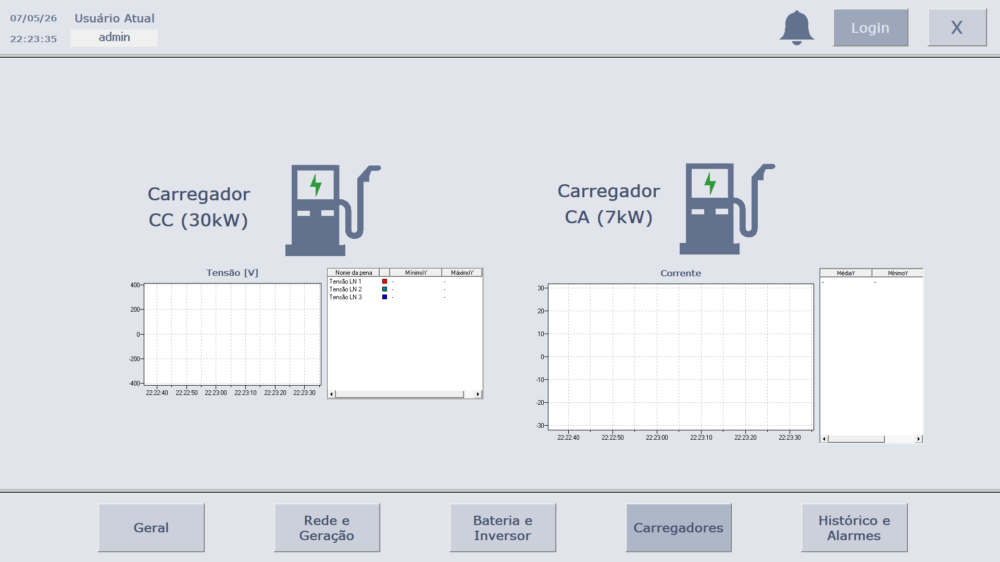 07/05/26
Usuário Atual
22:23:35
admin
Login
X
Carregador
CC (30kW)
Carregador
CA (7kW)
Tensão [V]
400
200
0
-200
-400
22:22:40 22:22:50 22:23:00 22:23:10 22:23:20 22:23:30
Nome da pena MínimoY MáximoY
Tensão LN 1 - -
Tensão LN 2 - -
Tensão LN 3 - -
Corrente
30
20
10
0
-10
-20
-30
22:22:40 22:22:50 22:23:00 22:23:10 22:23:20 22:23:30
MédiaY MínimoY
- -
Geral
Rede e
Geração
Bateria e
Inversor
Carregadores
Histórico e
Alarmes